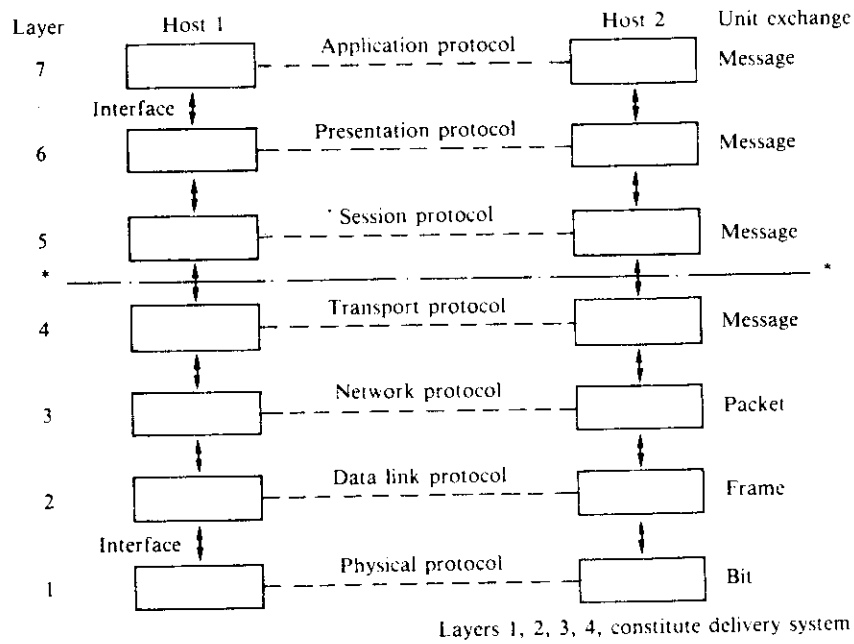 Layer Host 1 Host 2 Unit exchange
7 Application protocol Message
Interface
6 Presentation protocol Message
5 Session protocol Message
* *
4 Transport protocol Message
3 Network protocol Packet
2 Data link protocol Frame
Interface
1 Physical protocol Bit
Layers 1, 2, 3, 4, constitute delivery system